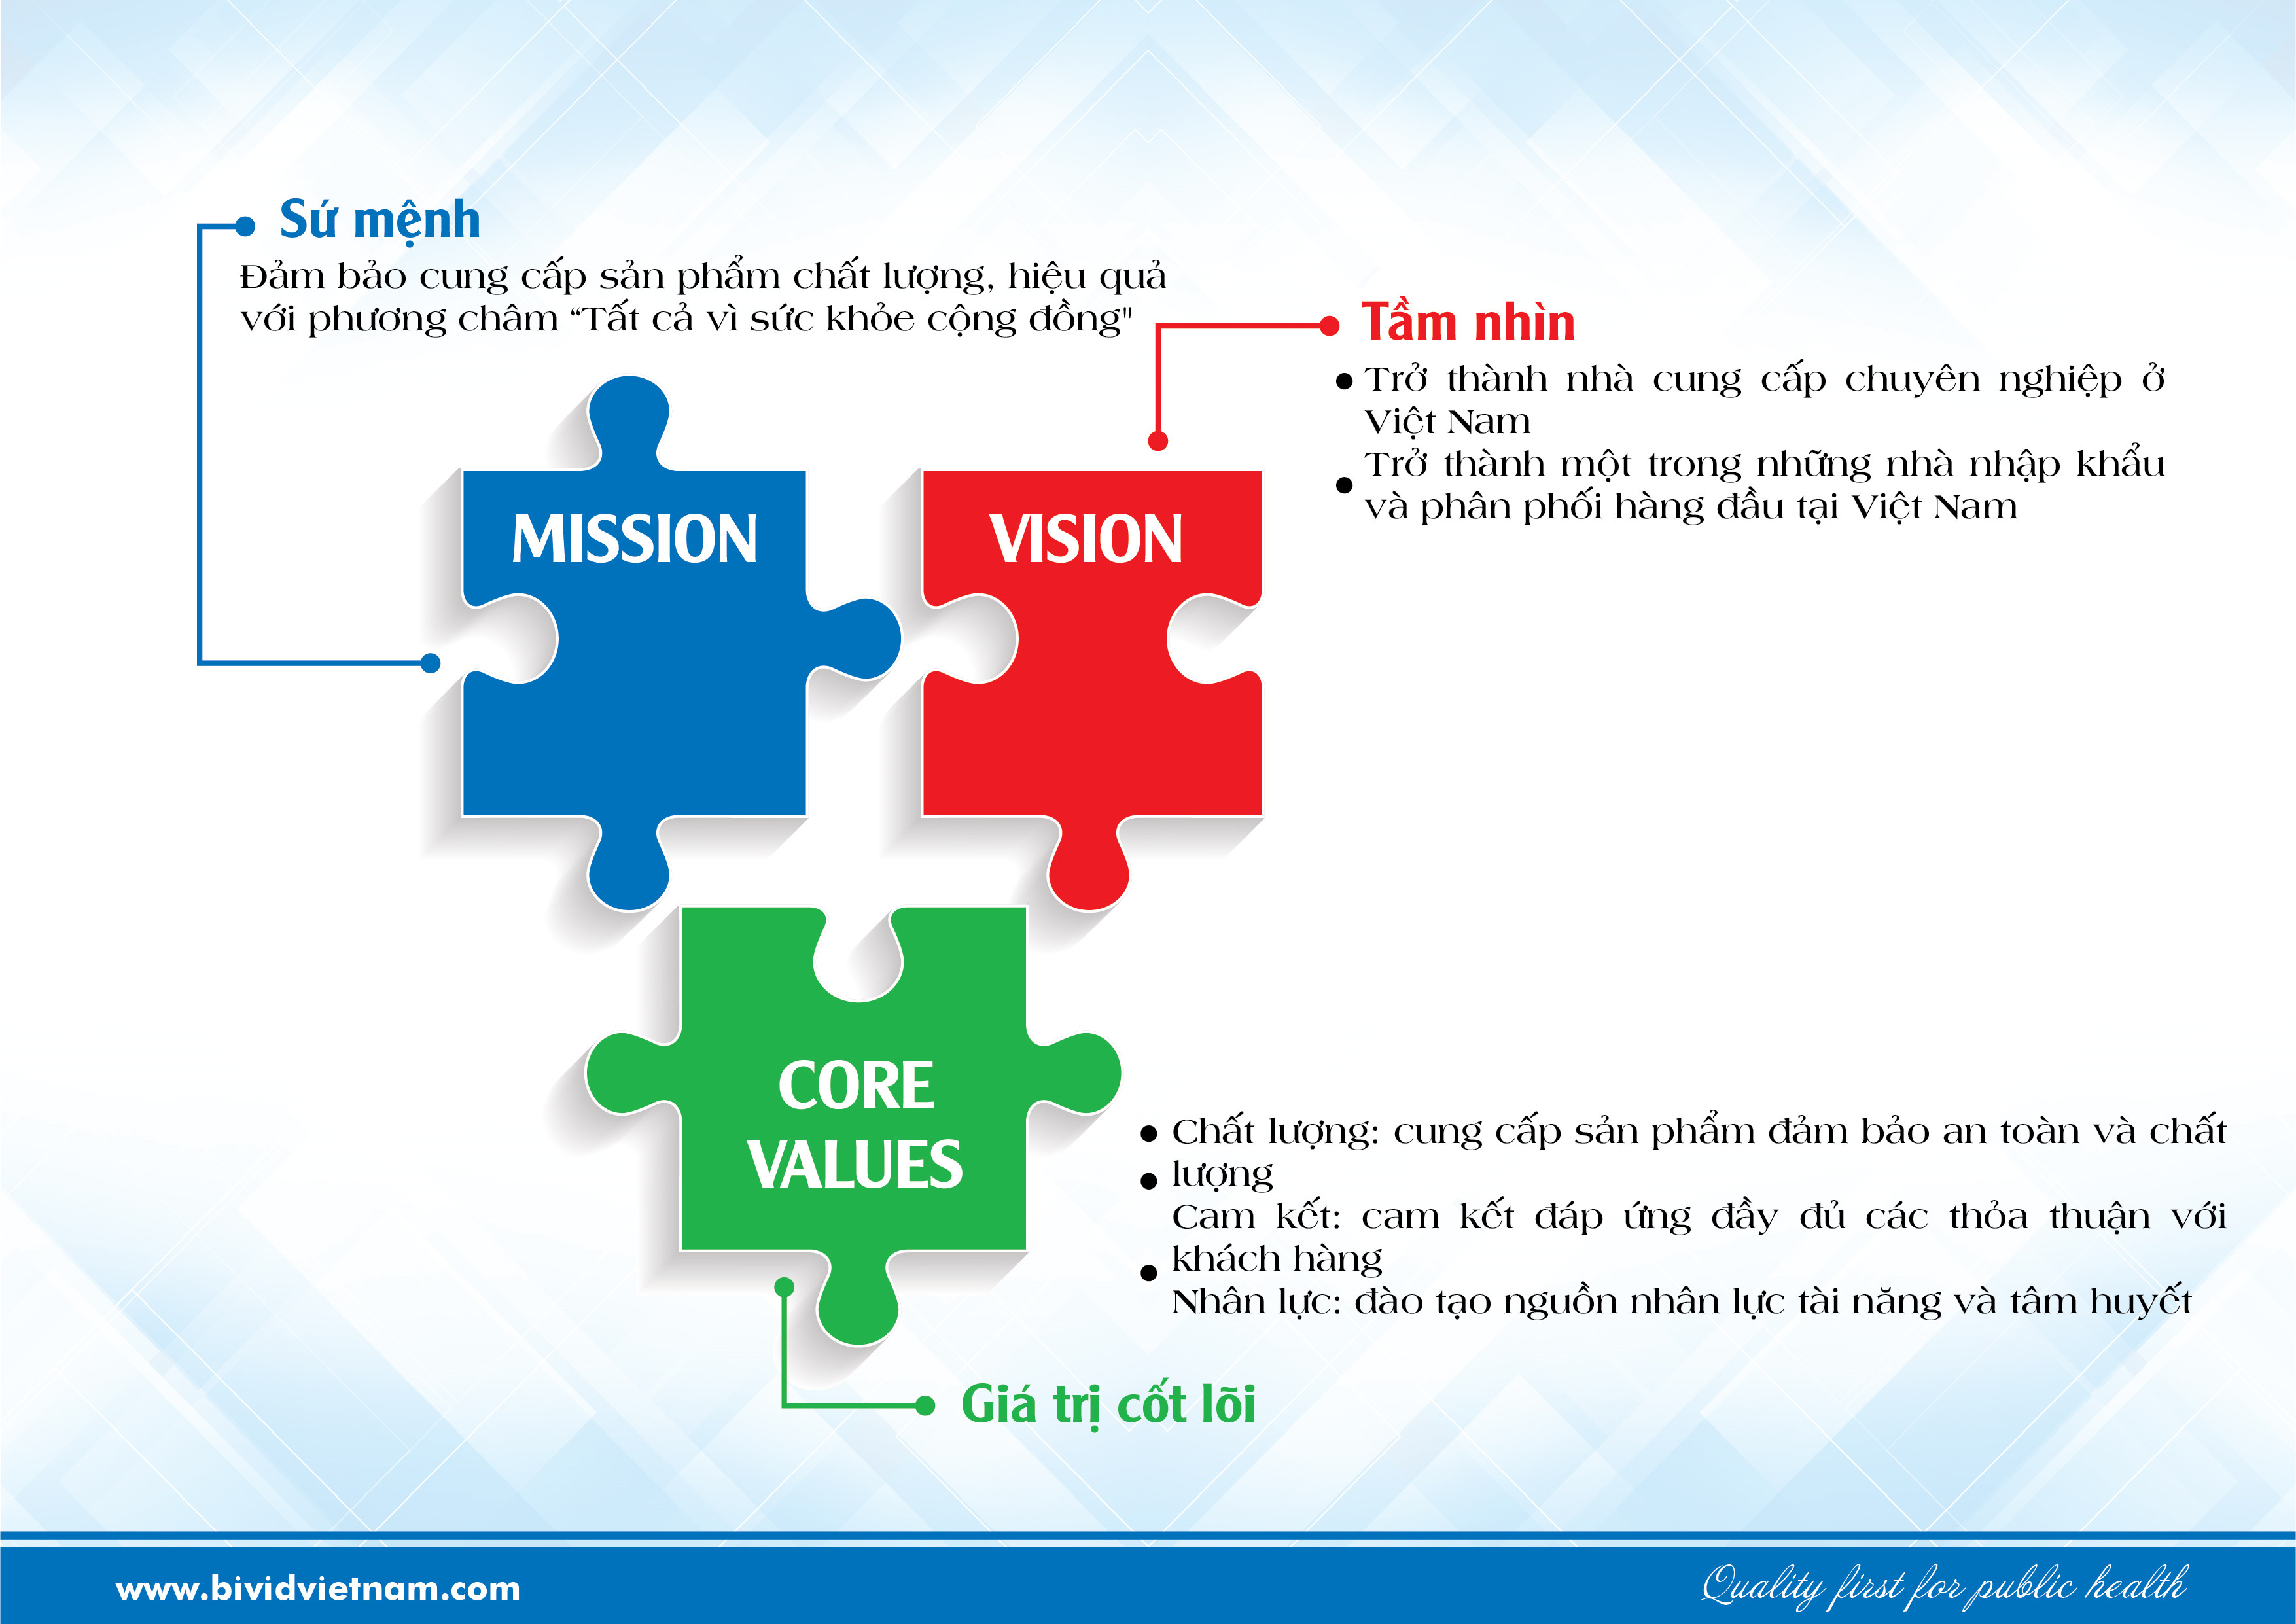 Sứ mệnh
Đảm bảo cung cấp sản phẩm chất lượng, hiệu quả
với phương châm “Tất cả vì sức khỏe cộng đồng"
Tầm nhìn
● Trở thành nhà cung cấp chuyên nghiệp ở
Việt Nam
● Trở thành một trong những nhà nhập khẩu
và phân phối hàng đầu tại Việt Nam
MISSION
VISION
CORE
VALUES
● Chất lượng: cung cấp sản phẩm đảm bảo an toàn và chất
● lượng
Cam kết: cam kết đáp ứng đầy đủ các thỏa thuận với
● khách hàng
Nhân lực: đào tạo nguồn nhân lực tài năng và tâm huyết
Giá trị cốt lõi
www.bividvietnam.com
Quality first for public health